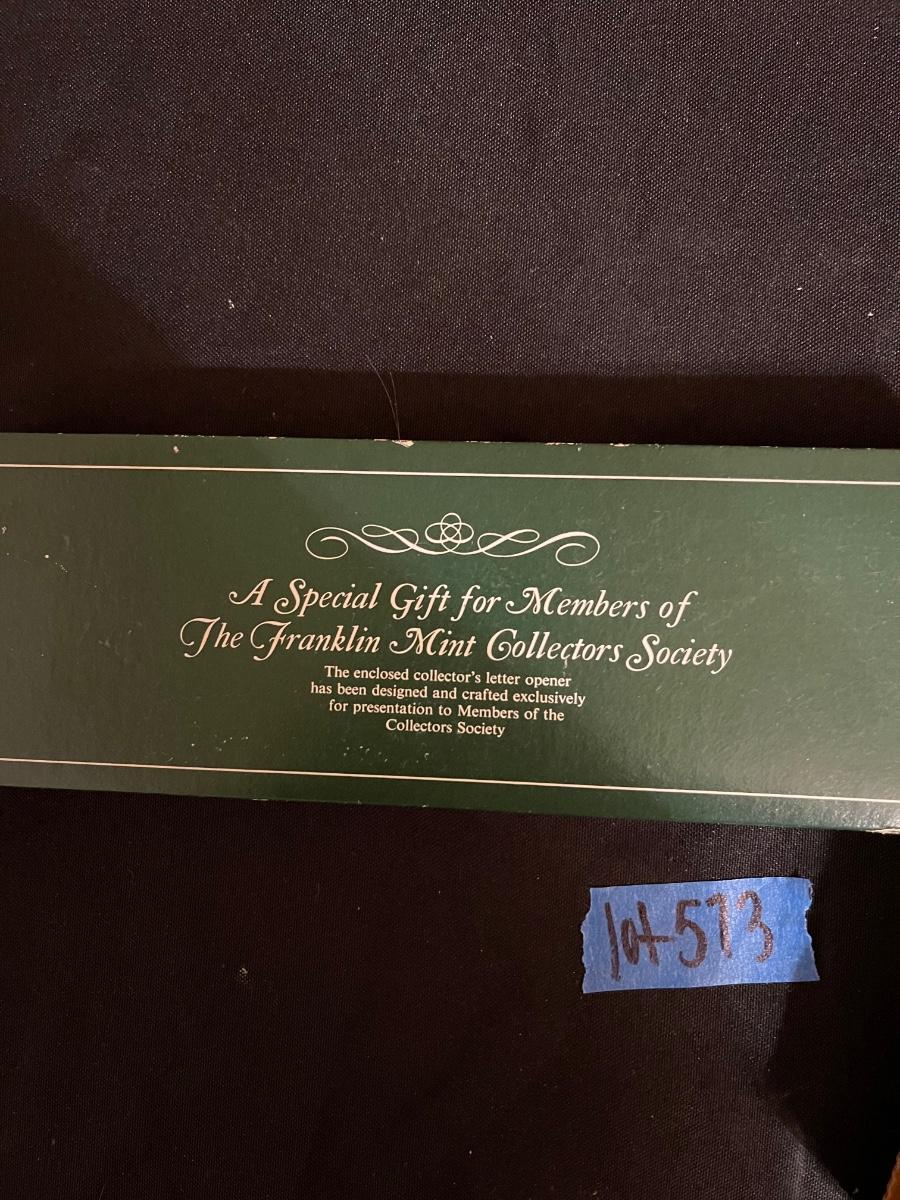 A Special Gift for Members of
The Franklin Mint Collectors Society
The enclosed collector's letter opener
has been designed and crafted exclusively
for presentation to Members of the
Collectors Society
lot 573